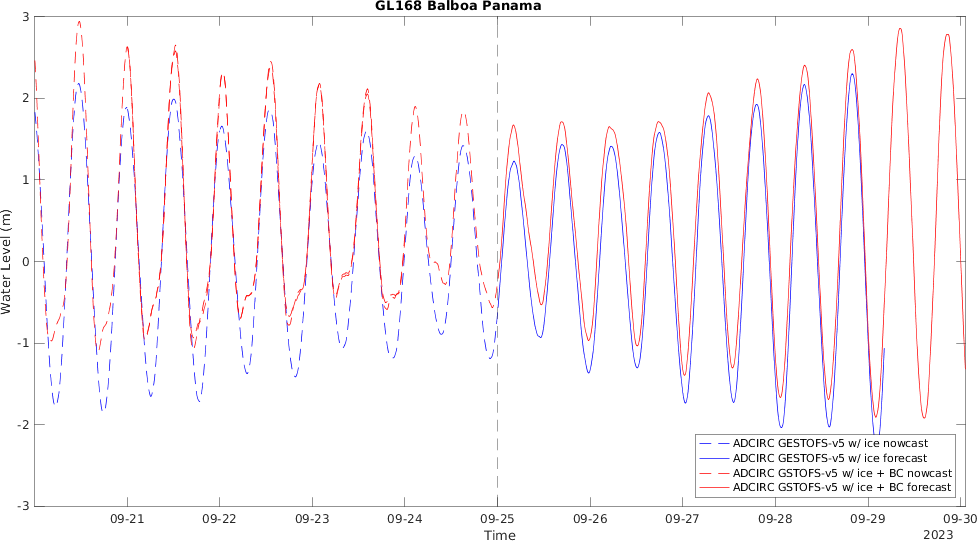 GL168 Balboa Panama
3
2
1
0
-1
-2
-3
Water Level (m)
ADCIRC GESTOFS-v5 w/ ice nowcast
ADCIRC GESTOFS-v5 w/ ice forecast
ADCIRC GSTOFS-v5 w/ ice + BC nowcast
ADCIRC GSTOFS-v5 w/ ice + BC forecast
09-21 09-22 09-23 09-24 09-25 09-26 09-27 09-28 09-29 09-30
Time
2023